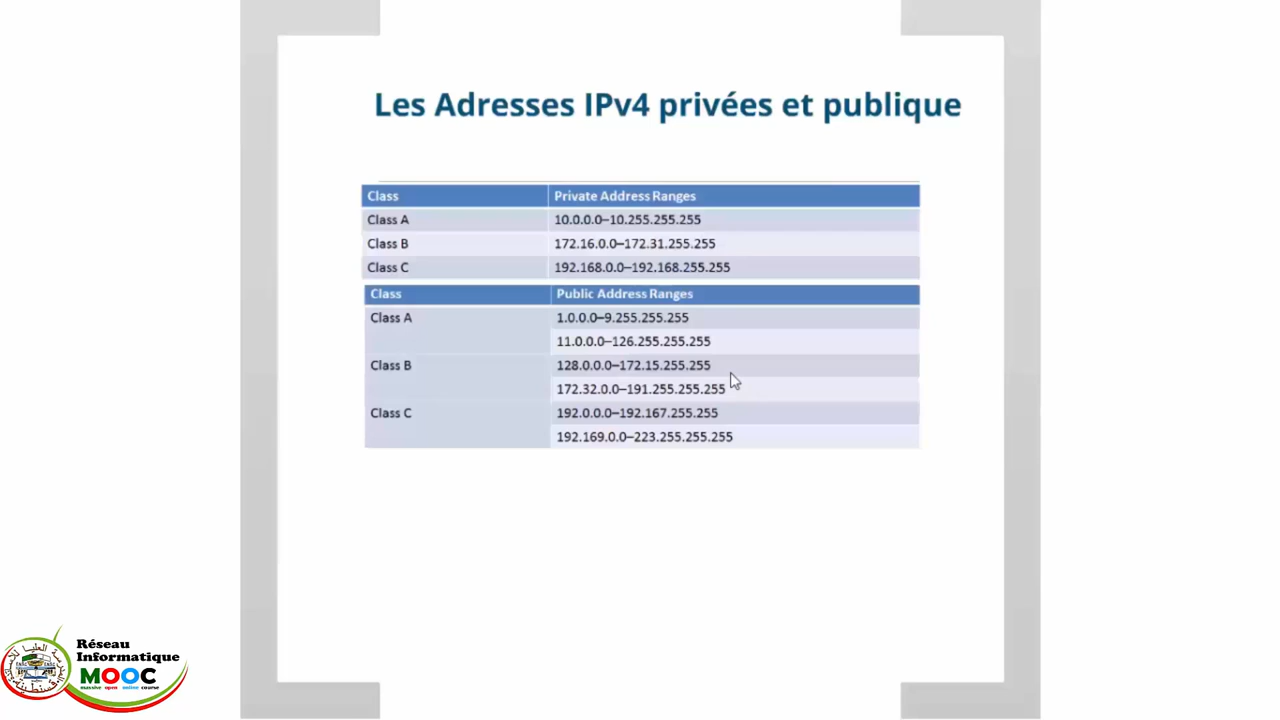 Les Adresses IPv4 privées et publique
Class Private Address Ranges
Class A 10.0.0.0–10.255.255.255
Class B 172.16.0.0–172.31.255.255
Class C 192.168.0.0–192.168.255.255
Class Public Address Ranges
Class A 1.0.0.0–9.255.255.255
11.0.0.0–126.255.255.255
Class B 128.0.0.0–172.15.255.255
172.32.0.0–191.255.255.255
Class C 192.0.0.0–192.167.255.255
192.169.0.0–223.255.255.255
Réseau
Informatique
MOOC
massive open online course